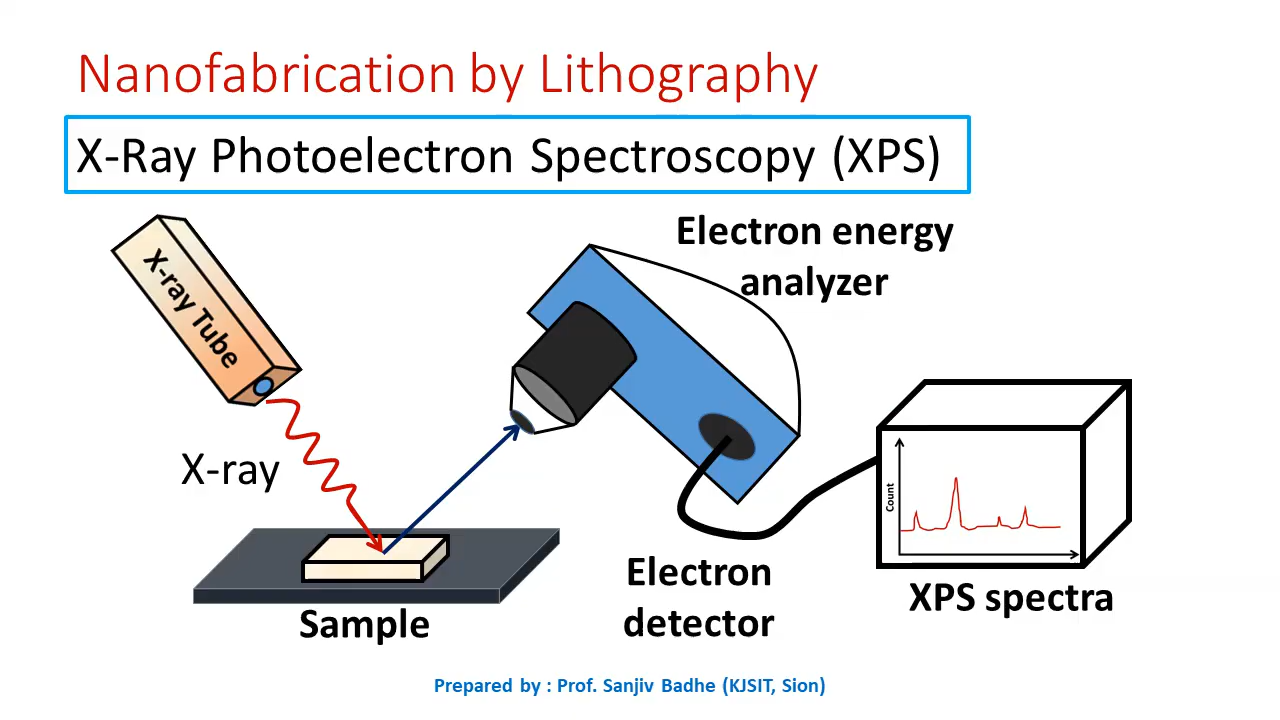 Nanofabrication by Lithography
X-Ray Photoelectron Spectroscopy (XPS)
Electron energy
analyzer
X-ray Tube
X-ray
Count
Electron
detector
XPS spectra
Sample
Prepared by : Prof. Sanjiv Badhe (KJSIT, Sion)